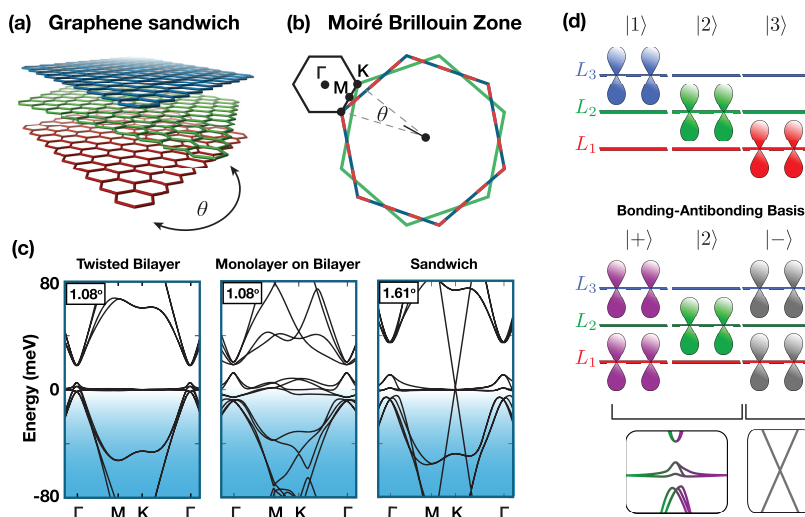 (a) Graphene sandwich
θ
(b) Moiré Brillouin Zone
Γ
M
K
θ
(c)
Twisted Bilayer
Monolayer on Bilayer
Sandwich
1.08°
1.08°
1.61°
Energy (meV)
80
0
-80
Γ M K Γ
Γ M K Γ
Γ M K Γ
(d)
|1⟩ |2⟩ |3⟩
L₃
L₂
L₁
Bonding-Antibonding Basis
|+⟩ |2⟩ |−⟩
L₃
L₂
L₁